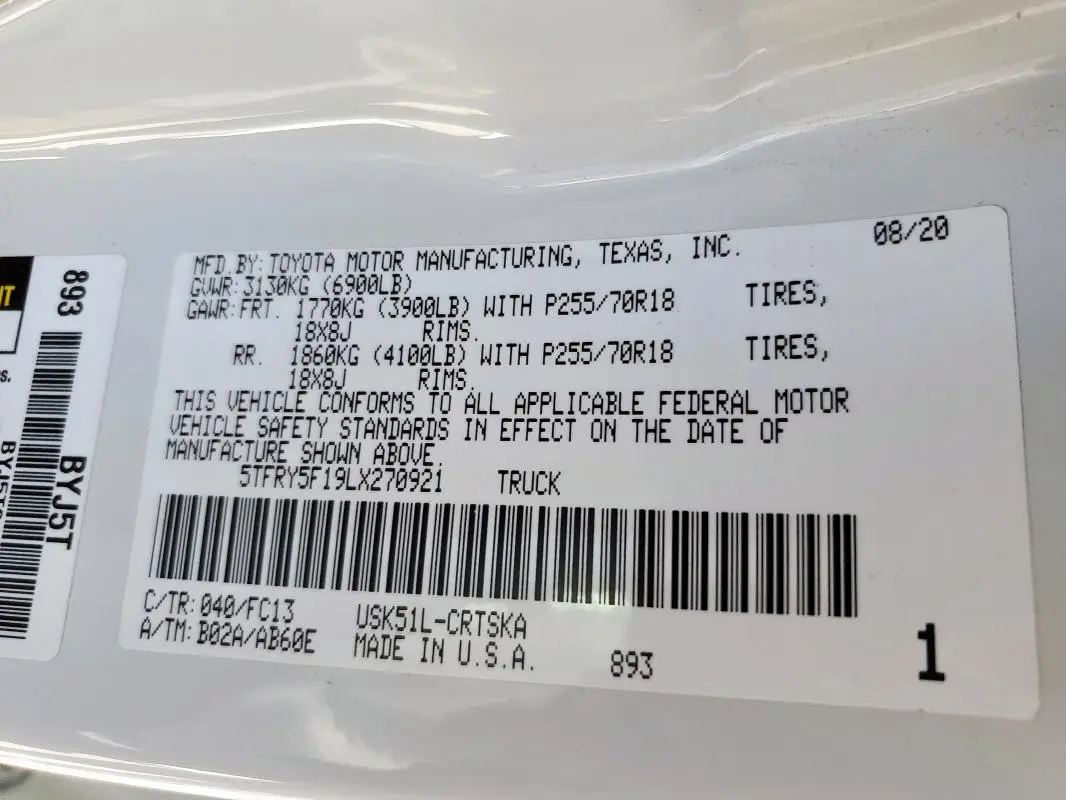 08/20
MFD.BY:TOYOTA MOTOR MANUFACTURING, TEXAS, INC.
GVWR:3130KG (6900LB)
GAWR:FRT. 1770KG (3900LB) WITH P255/70R18 TIRES,
18X8J RIMS.
RR. 1860KG (4100LB) WITH P255/70R18 TIRES,
18X8J RIMS.
THIS VEHICLE CONFORMS TO ALL APPLICABLE FEDERAL MOTOR
VEHICLE SAFETY STANDARDS IN EFFECT ON THE DATE OF
MANUFACTURE SHOWN ABOVE.
5TFRY5F19LX270921 TRUCK
C/TR:040/FC13 USK51L-CRTSKA
A/TM:B02A/AB60E MADE IN U.S.A. 893 1
893
BYJ5T